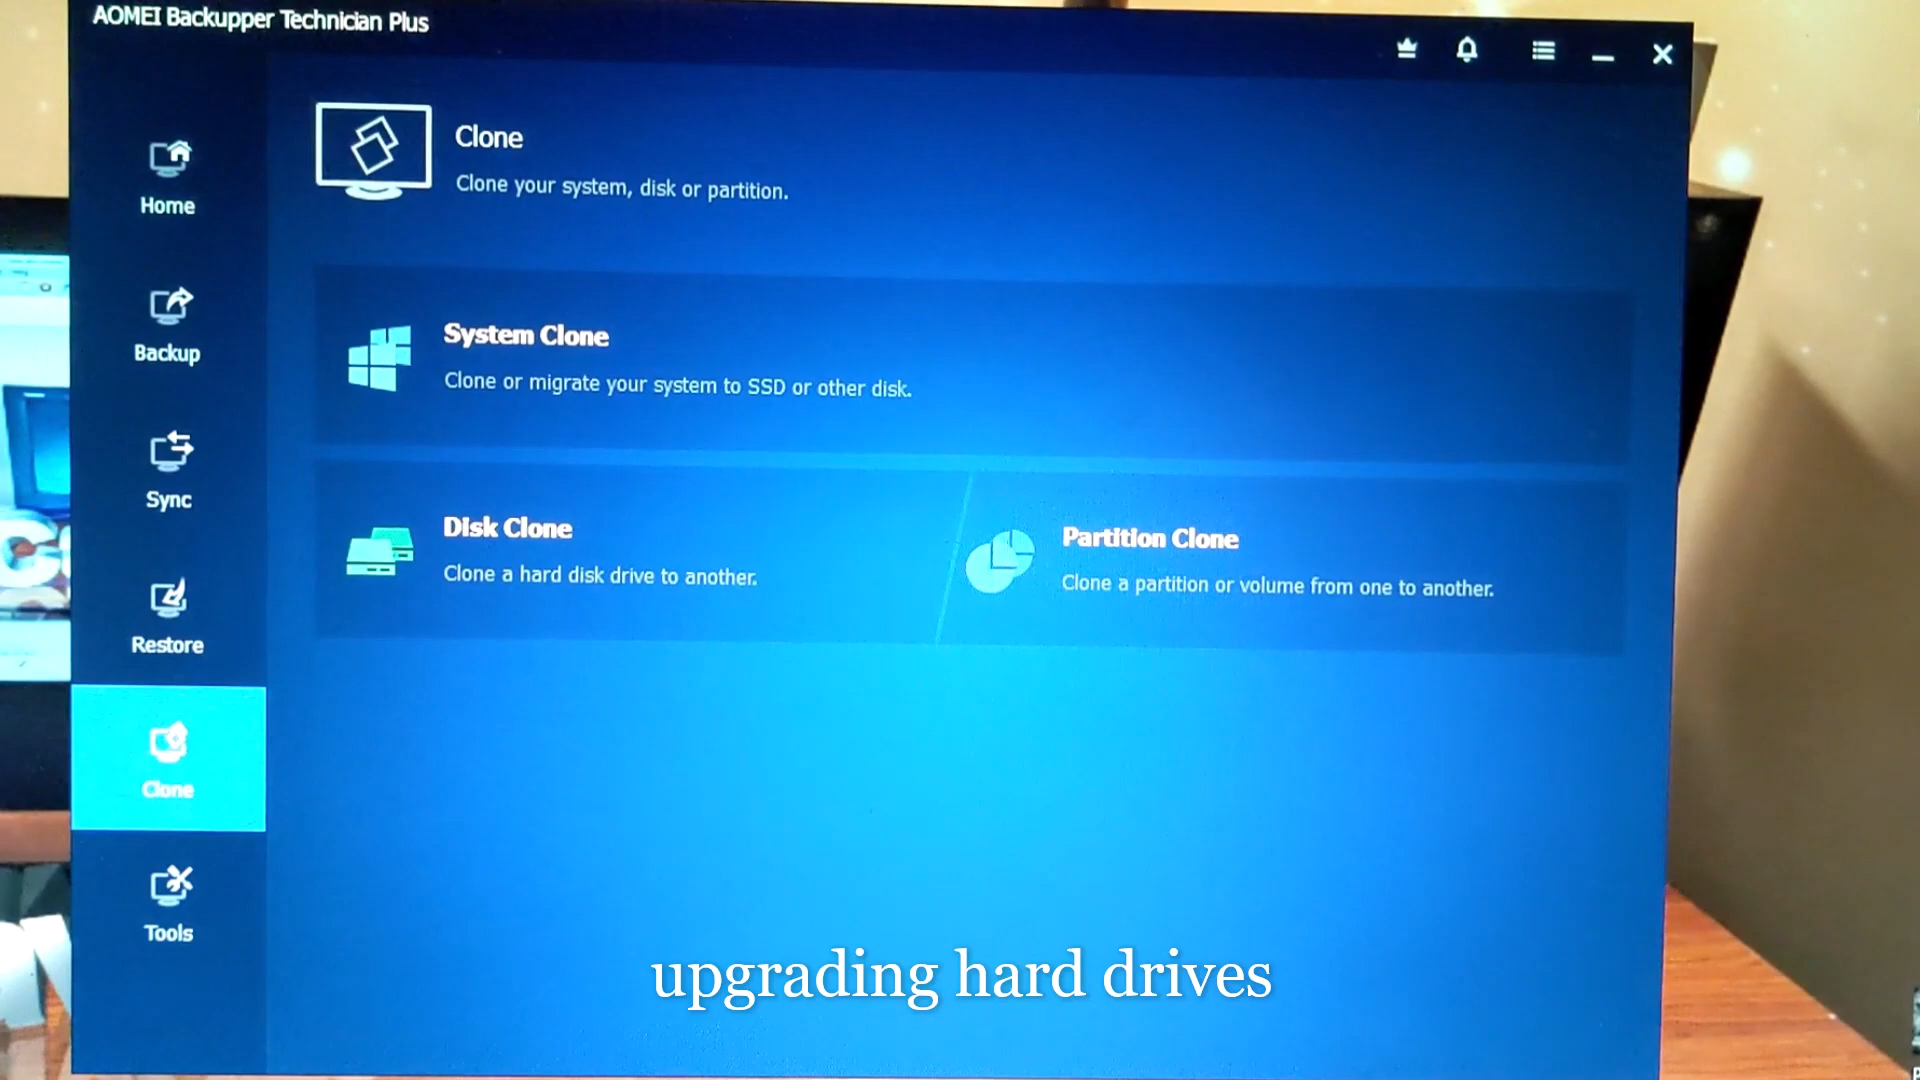 AOMEI Backupper Technician Plus
Clone
Clone your system, disk or partition.
Home
Backup
Sync
Restore
Clone
Tools
System Clone
Clone or migrate your system to SSD or other disk.
Disk Clone
Clone a hard disk drive to another.
Partition Clone
Clone a partition or volume from one to another.
upgrading hard drives